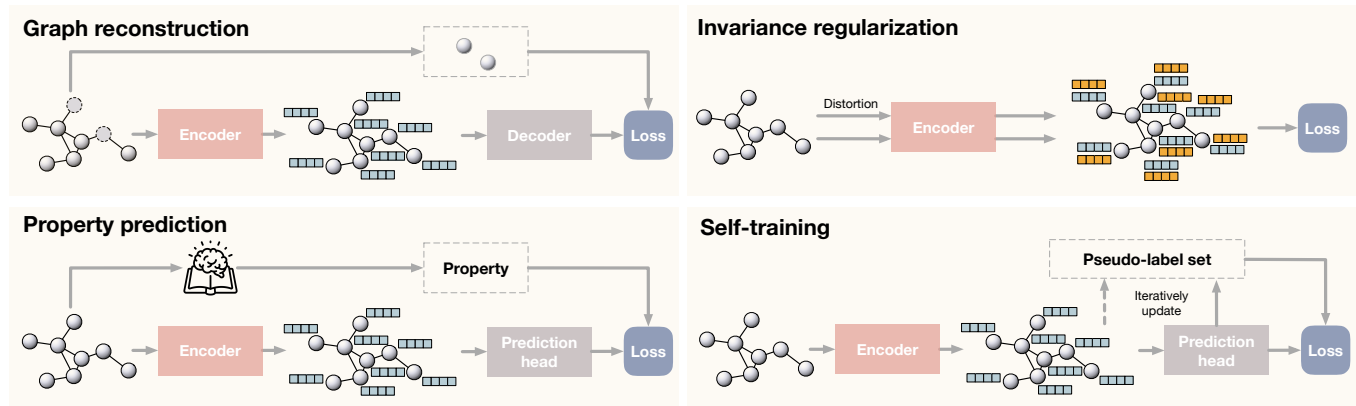 Graph reconstruction
Encoder
Decoder
Loss
Invariance regularization
Distortion
Encoder
Loss
Property prediction
Property
Encoder
Prediction
head
Loss
Self-training
Pseudo-label set
Iteratively
update
Encoder
Prediction
head
Loss